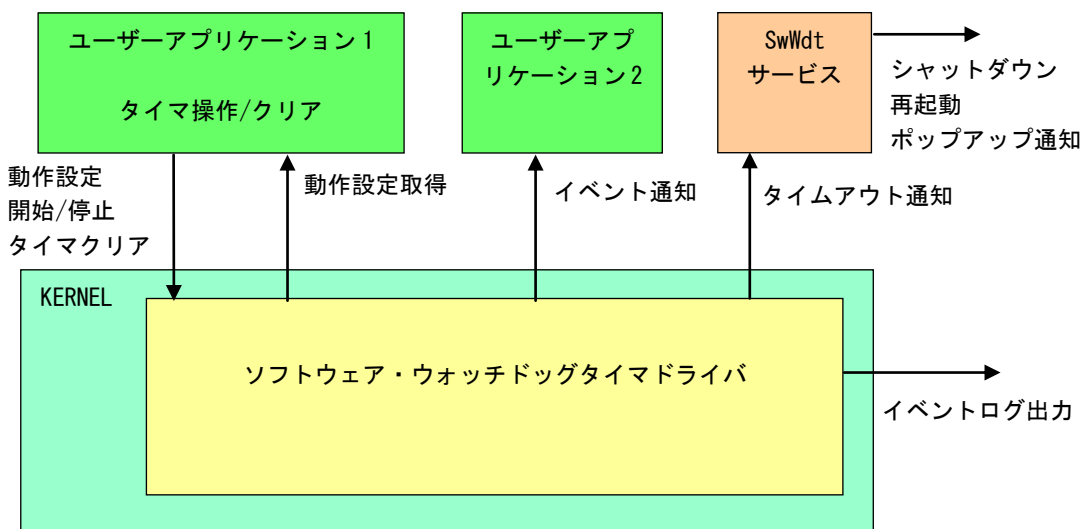 ユーザーアプリケーション１
タイマ操作/クリア
ユーザーアプ
リケーション２
SwWdt
サービス
シャットダウン
再起動
ポップアップ通知
動作設定
開始/停止
タイマクリア
動作設定取得
イベント通知
タイムアウト通知
KERNEL
ソフトウェア・ウォッチドッグタイマドライバ
イベントログ出力